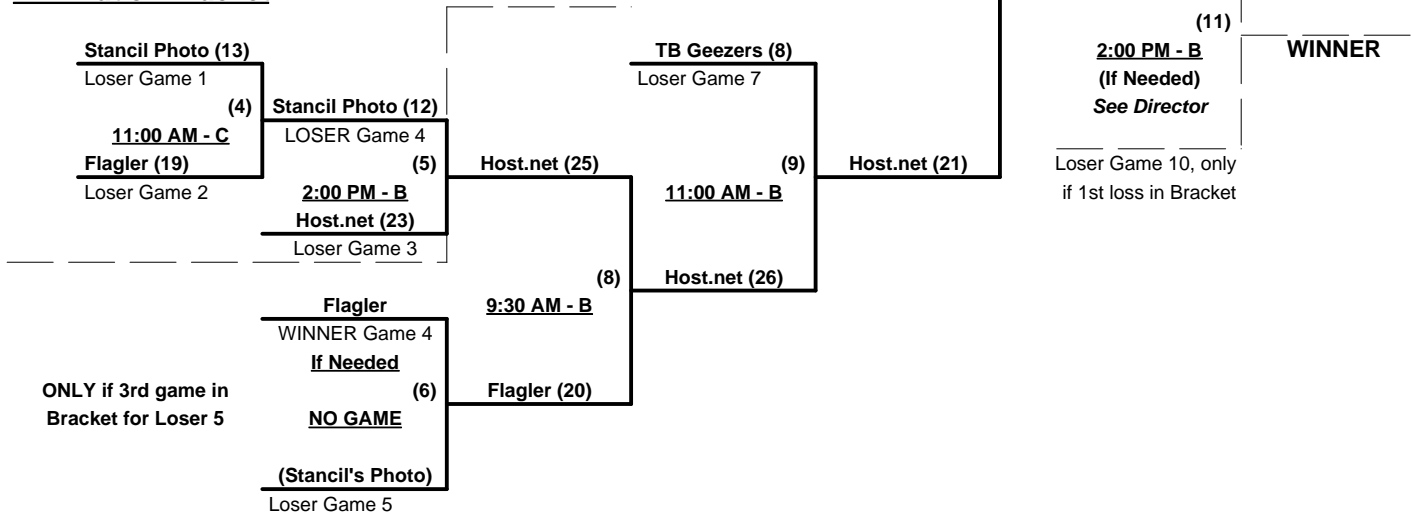 Stancil Photo (13)
Loser Game 1
(4)
11:00 AM - C
Flagler (19)
Loser Game 2
Stancil Photo (12)
LOSER Game 4
(5)
2:00 PM - B
Host.net (23)
Loser Game 3
Host.net (25)
TB Geezers (8)
Loser Game 7
(9)
11:00 AM - B
Host.net (21)
(11)
2:00 PM - B
(If Needed)
See Director
Loser Game 10, only
if 1st loss in Bracket
WINNER
(8)
9:30 AM - B
Host.net (26)
Flagler
WINNER Game 4
If Needed
(6)
NO GAME
Flagler (20)
(Stancil's Photo)
Loser Game 5
ONLY if 3rd game in
Bracket for Loser 5